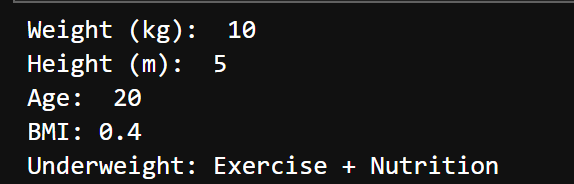 Weight (kg):  10
Height (m):  5
Age:  20
BMI: 0.4
Underweight: Exercise + Nutrition